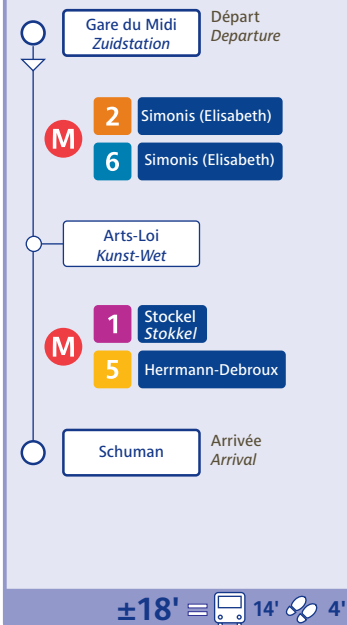 Gare du Midi
Zuidstation
Départ
Departure
M
2 Simonis (Elisabeth)
6 Simonis (Elisabeth)
Arts-Loi
Kunst-Wet
M
1 Stockel
Stokkel
5 Herrmann-Debroux
Schuman
Arrivée
Arrival
±18' = 14' 4'